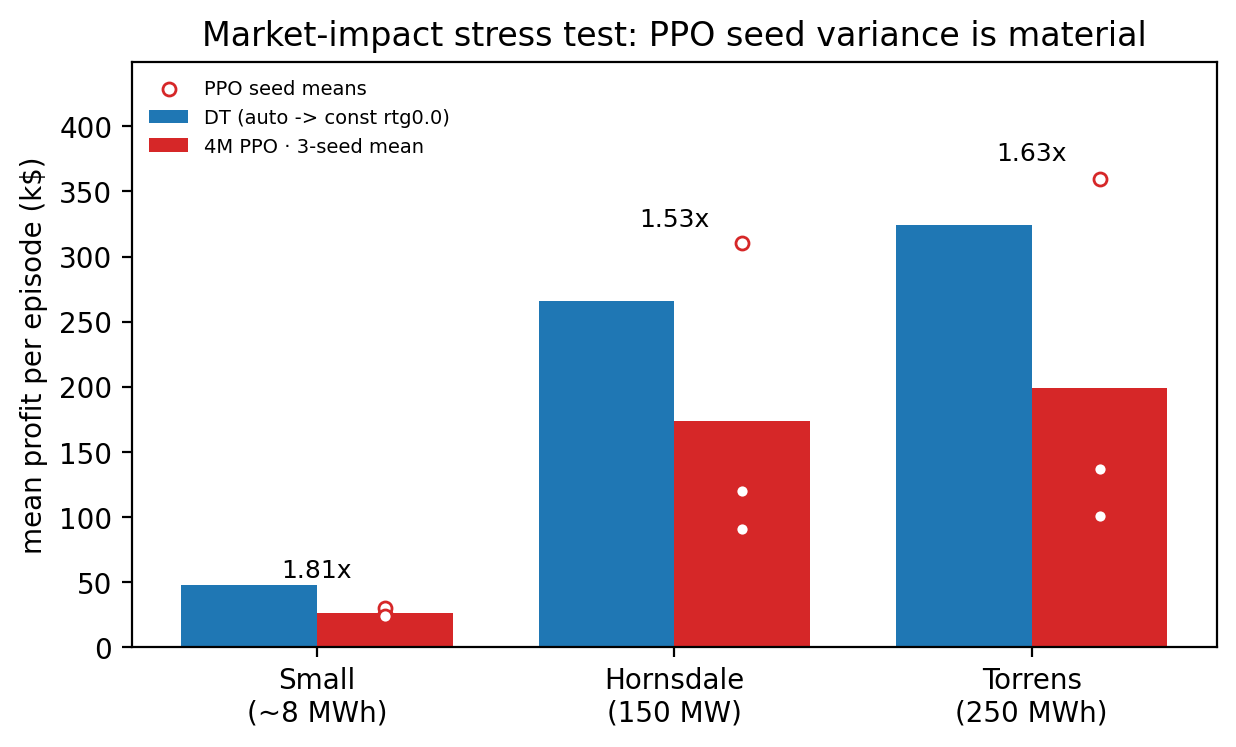 Market-impact stress test: PPO seed variance is material
PPO seed means
DT (auto -> const rtg0.0)
4M PPO · 3-seed mean
mean profit per episode (k$)
400
350
300
250
200
150
100
50
0
1.81x
1.53x
1.63x
Small
(~8 MWh)
Hornsdale
(150 MW)
Torrens
(250 MWh)